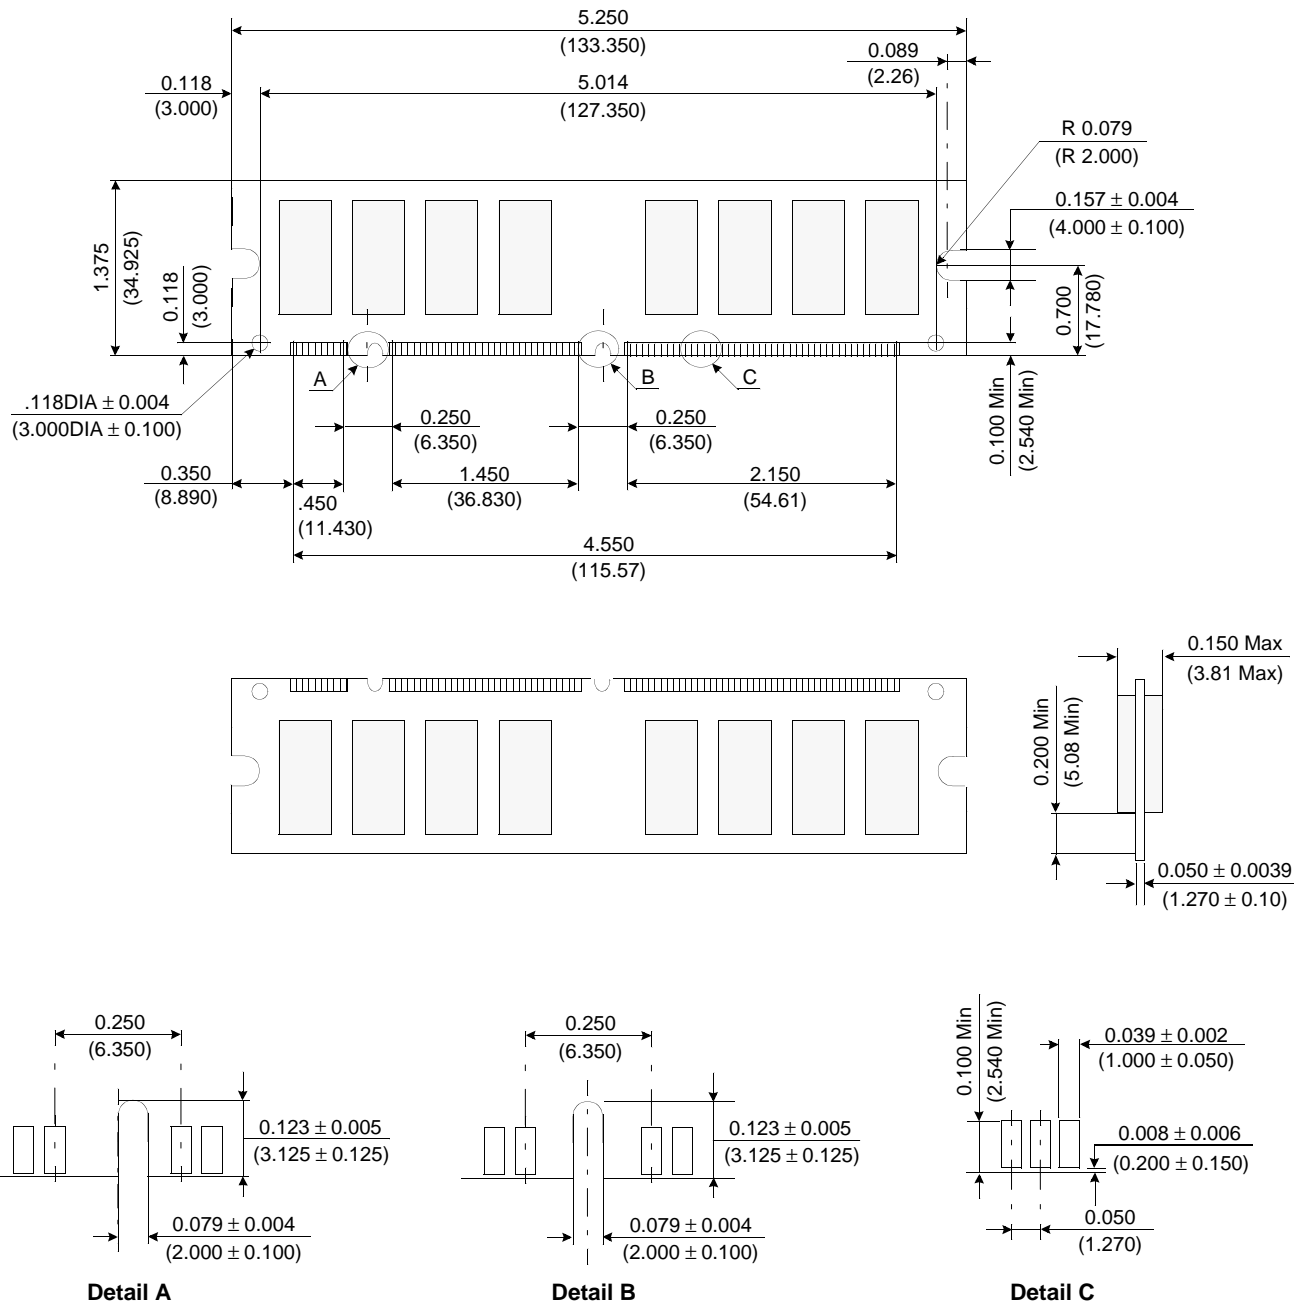 5.250
(133.350)
0.089
(2.26)
0.118
(3.000)
5.014
(127.350)
R 0.079
(R 2.000)
0.157 ± 0.004
(4.000 ± 0.100)
1.375
(34.925)
0.118
(3.000)
0.700
(17.780)
A
B
C
.118DIA ± 0.004
(3.000DIA ± 0.100)
0.250
(6.350)
0.250
(6.350)
0.100 Min
(2.540 Min)
0.350
(8.890)
.450
(11.430)
1.450
(36.830)
2.150
(54.61)
4.550
(115.57)
0.150 Max
(3.81 Max)
0.200 Min
(5.08 Min)
0.050 ± 0.0039
(1.270 ± 0.10)
0.250
(6.350)
0.123 ± 0.005
(3.125 ± 0.125)
0.079 ± 0.004
(2.000 ± 0.100)
Detail A
0.250
(6.350)
0.123 ± 0.005
(3.125 ± 0.125)
0.079 ± 0.004
(2.000 ± 0.100)
Detail B
0.100 Min
(2.540 Min)
0.039 ± 0.002
(1.000 ± 0.050)
0.008 ± 0.006
(0.200 ± 0.150)
0.050
(1.270)
Detail C